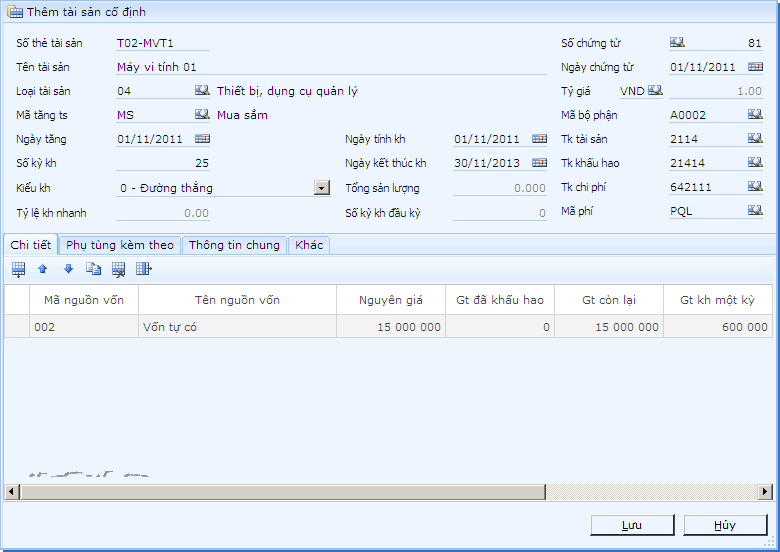 Thêm tài sản cố định
Số thẻ tài sản T02-MVT1 Số chứng từ 81
Tên tài sản Máy vi tính 01 Ngày chứng từ 01/11/2011
Loại tài sản 04 Thiết bị, dụng cụ quản lý Tỷ giá VND 1.00
Mã tăng ts MS Mua sắm Mã bộ phận A0002
Ngày tăng 01/11/2011 Ngày tính kh 01/11/2011 Tk tài sản 2114
Số kỳ kh 25 Ngày kết thúc kh 30/11/2013 Tk khấu hao 21414
Kiểu kh 0 - Đường thẳng Tổng sản lượng 0.000 Tk chi phí 642111
Tỷ lệ kh nhanh 0.00 Số kỳ kh đầu kỳ 0 Mã phí PQL
Chi tiết Phụ tùng kèm theo Thông tin chung Khác
Mã nguồn vốn Tên nguồn vốn Nguyên giá Gt đã khấu hao Gt còn lại Gt kh một kỳ
002 Vốn tự có 15 000 000 0 15 000 000 600 000
Lưu Hủy